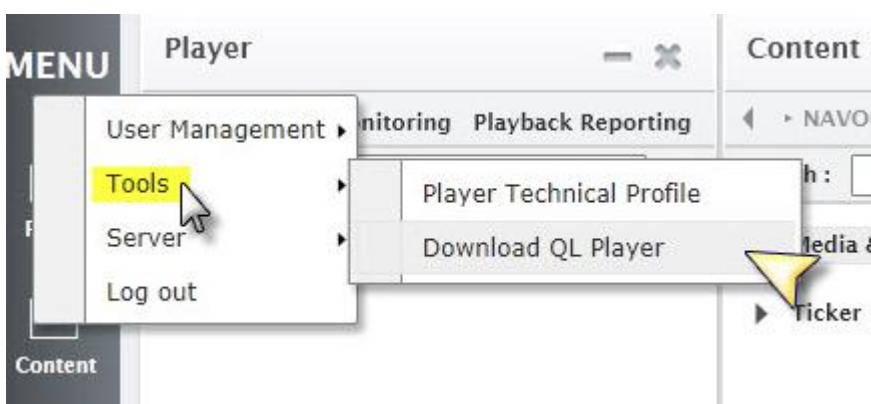 MENU
Player
Content
User Management
nitoring Playback Reporting
NAVO
Tools
h :
Player Technical Profile
Server
Download QL Player
Media &
Log out
Ticker
Content